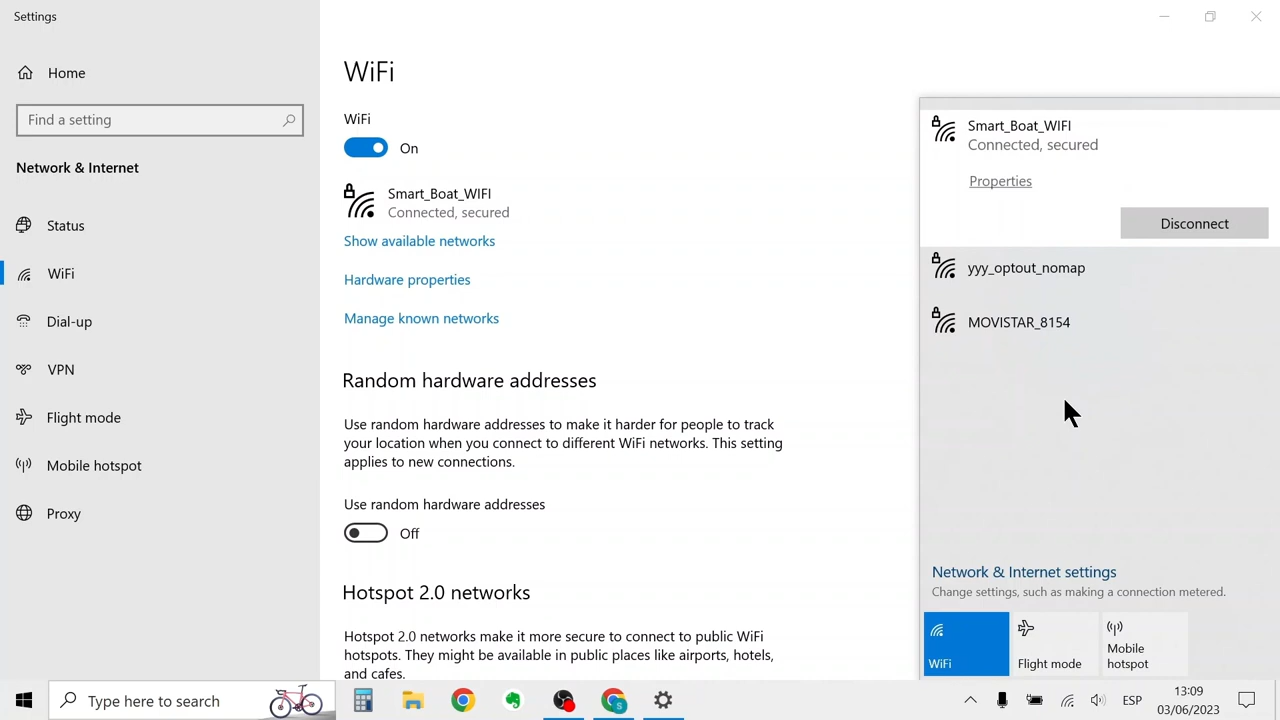 Settings
Home
Find a setting
Network & Internet
Status
WiFi
Dial-up
VPN
Flight mode
Mobile hotspot
Proxy
WiFi
WiFi
On
Smart_Boat_WIFI
Connected, secured
Show available networks
Hardware properties
Manage known networks
Random hardware addresses
Use random hardware addresses to make it harder for people to track
your location when you connect to different WiFi networks. This setting
applies to new connections.
Use random hardware addresses
Off
Hotspot 2.0 networks
Hotspot 2.0 networks make it more secure to connect to public WiFi
hotspots. They might be available in public places like airports, hotels,
and cafes.
Smart_Boat_WIFI
Connected, secured
Properties
Disconnect
yyy_optout_nomap
MOVISTAR_8154
Network & Internet settings
Change settings, such as making a connection metered.
WiFi
Flight mode
Mobile
hotspot
Type here to search
S
ESP
13:09
03/06/2023